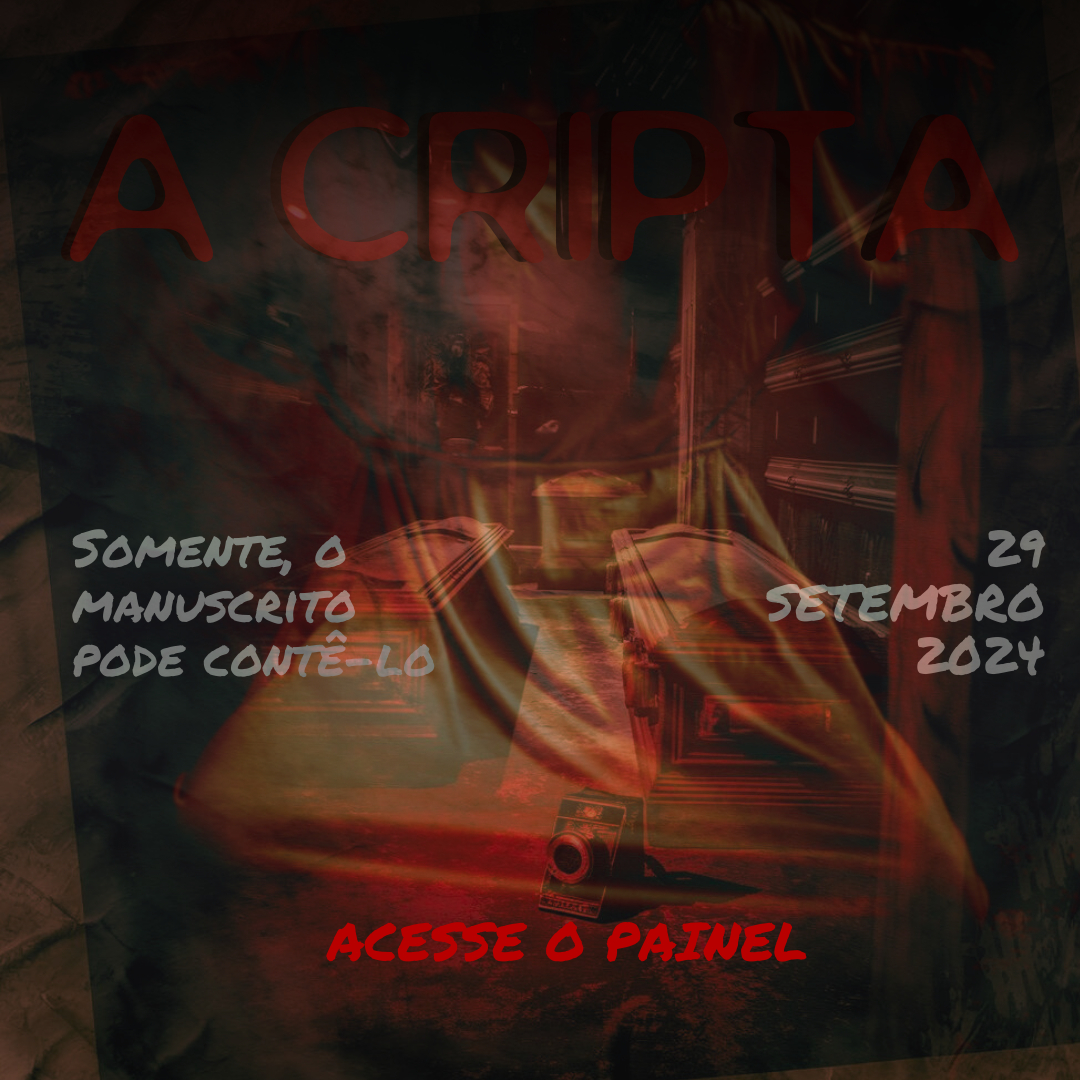 A CRIPTA
Somente, o
manuscrito
pode contê-lo
29
setembro
2024
ACESSE O PAINEL